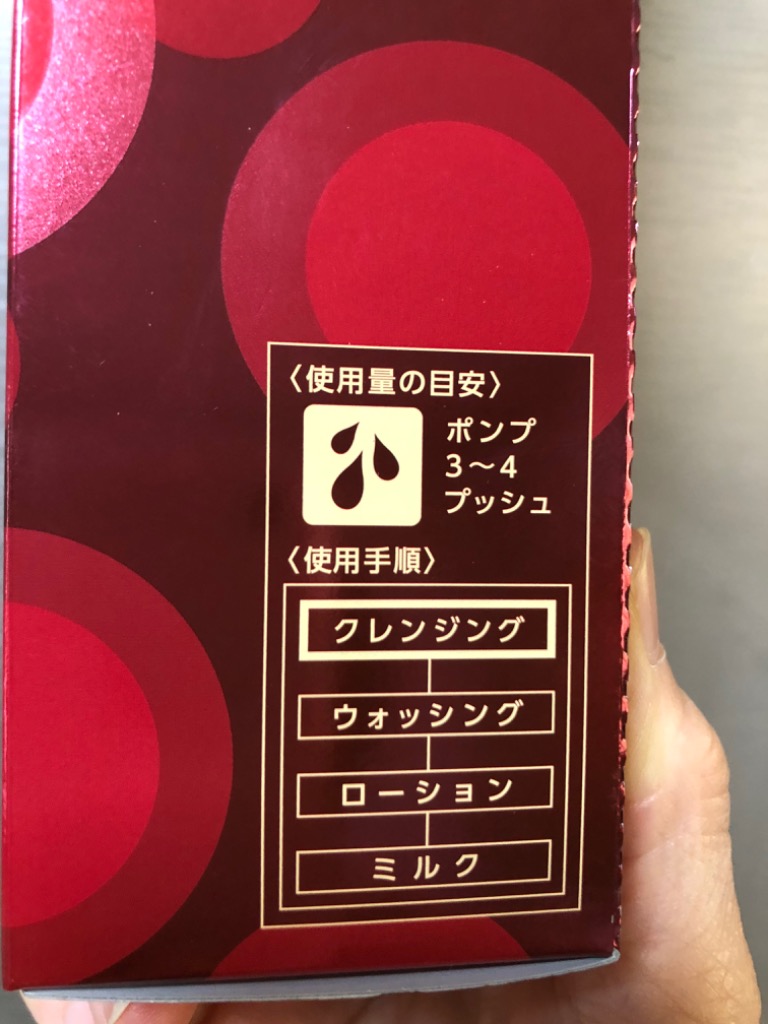 〈使用量の目安〉
ポンプ
3〜4
プッシュ
〈使用手順〉
クレンジング
ウォッシング
ローション
ミルク